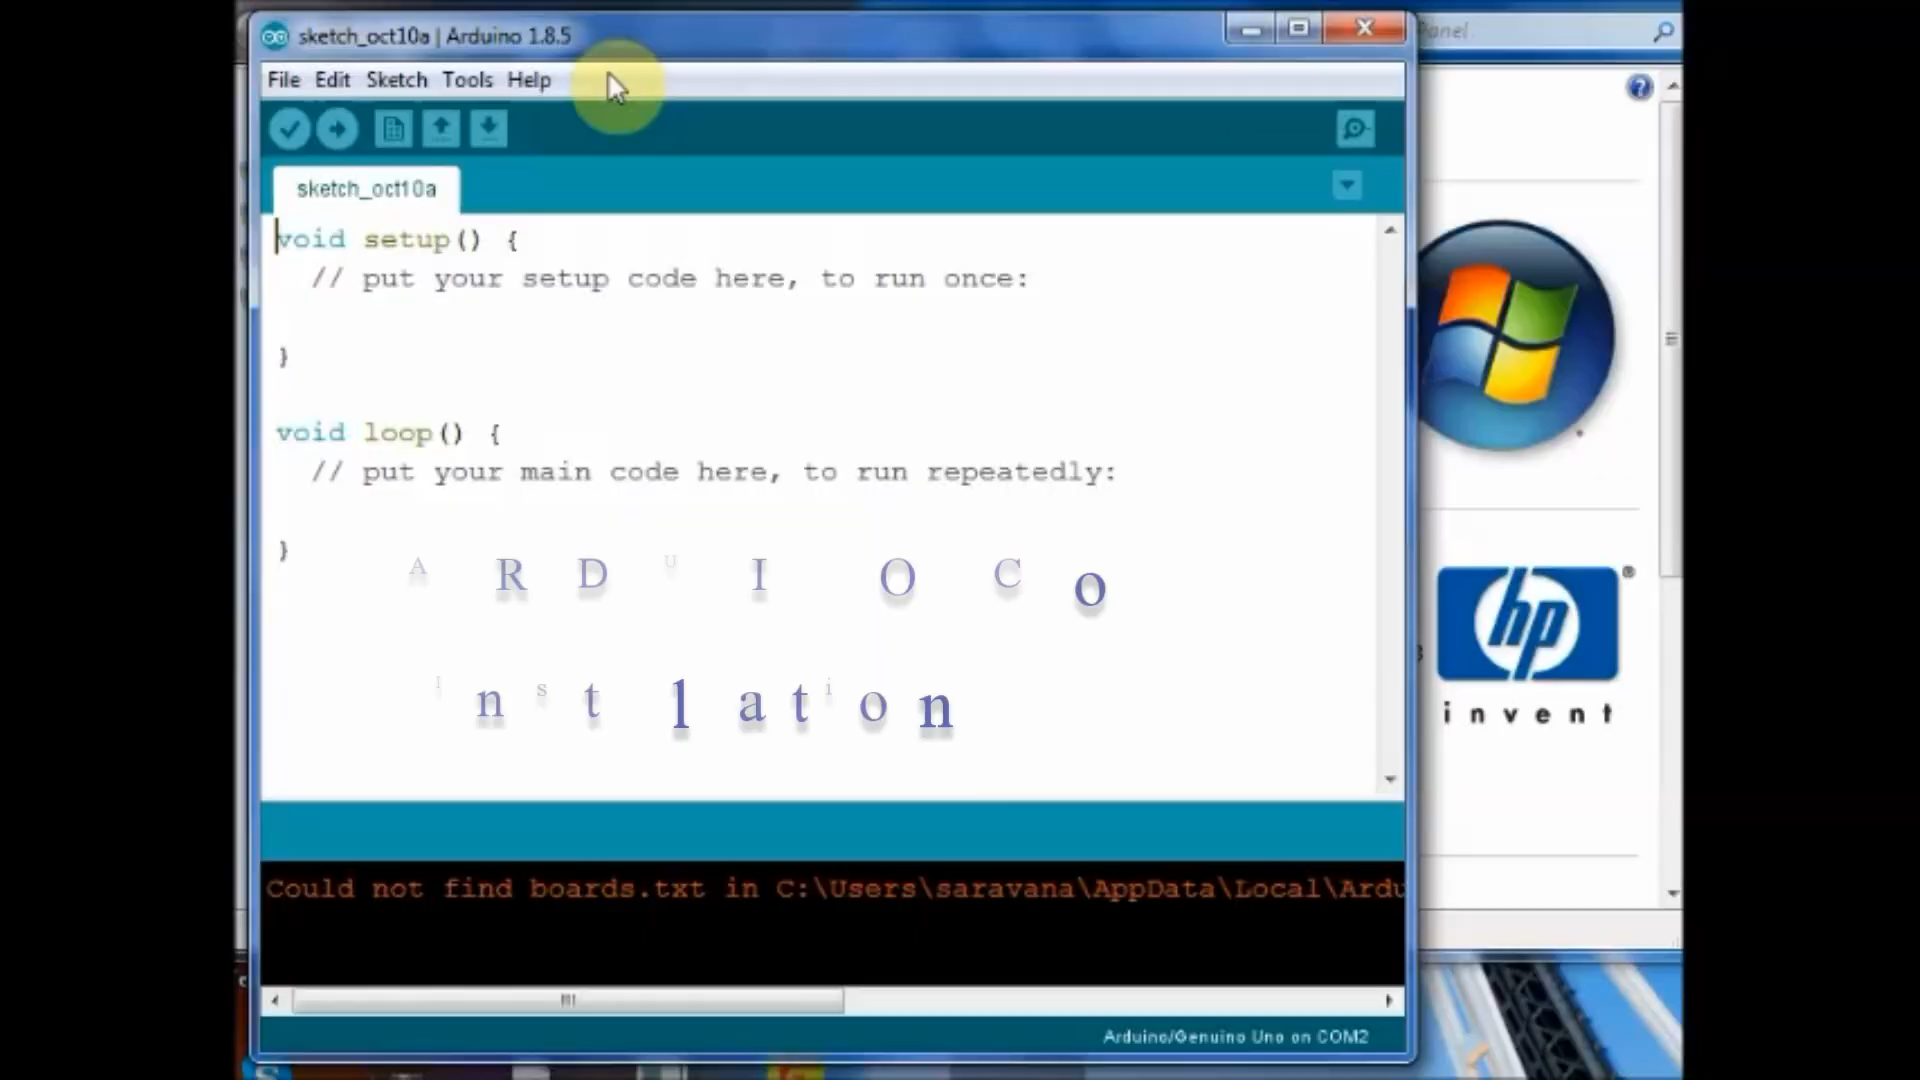 sketch_oct10a | Arduino 1.8.5
Panel
File Edit Sketch Tools Help
sketch_oct10a
void setup() {
// put your setup code here, to run once:
}
void loop() {
// put your main code here, to run repeatedly:
}
A R D U I O C o
I n s t l a t i o n
hp ®
invent
Could not find boards.txt in C:\Users\saravana\AppData\Local\Ardu
Arduino/Genuino Uno on COM2